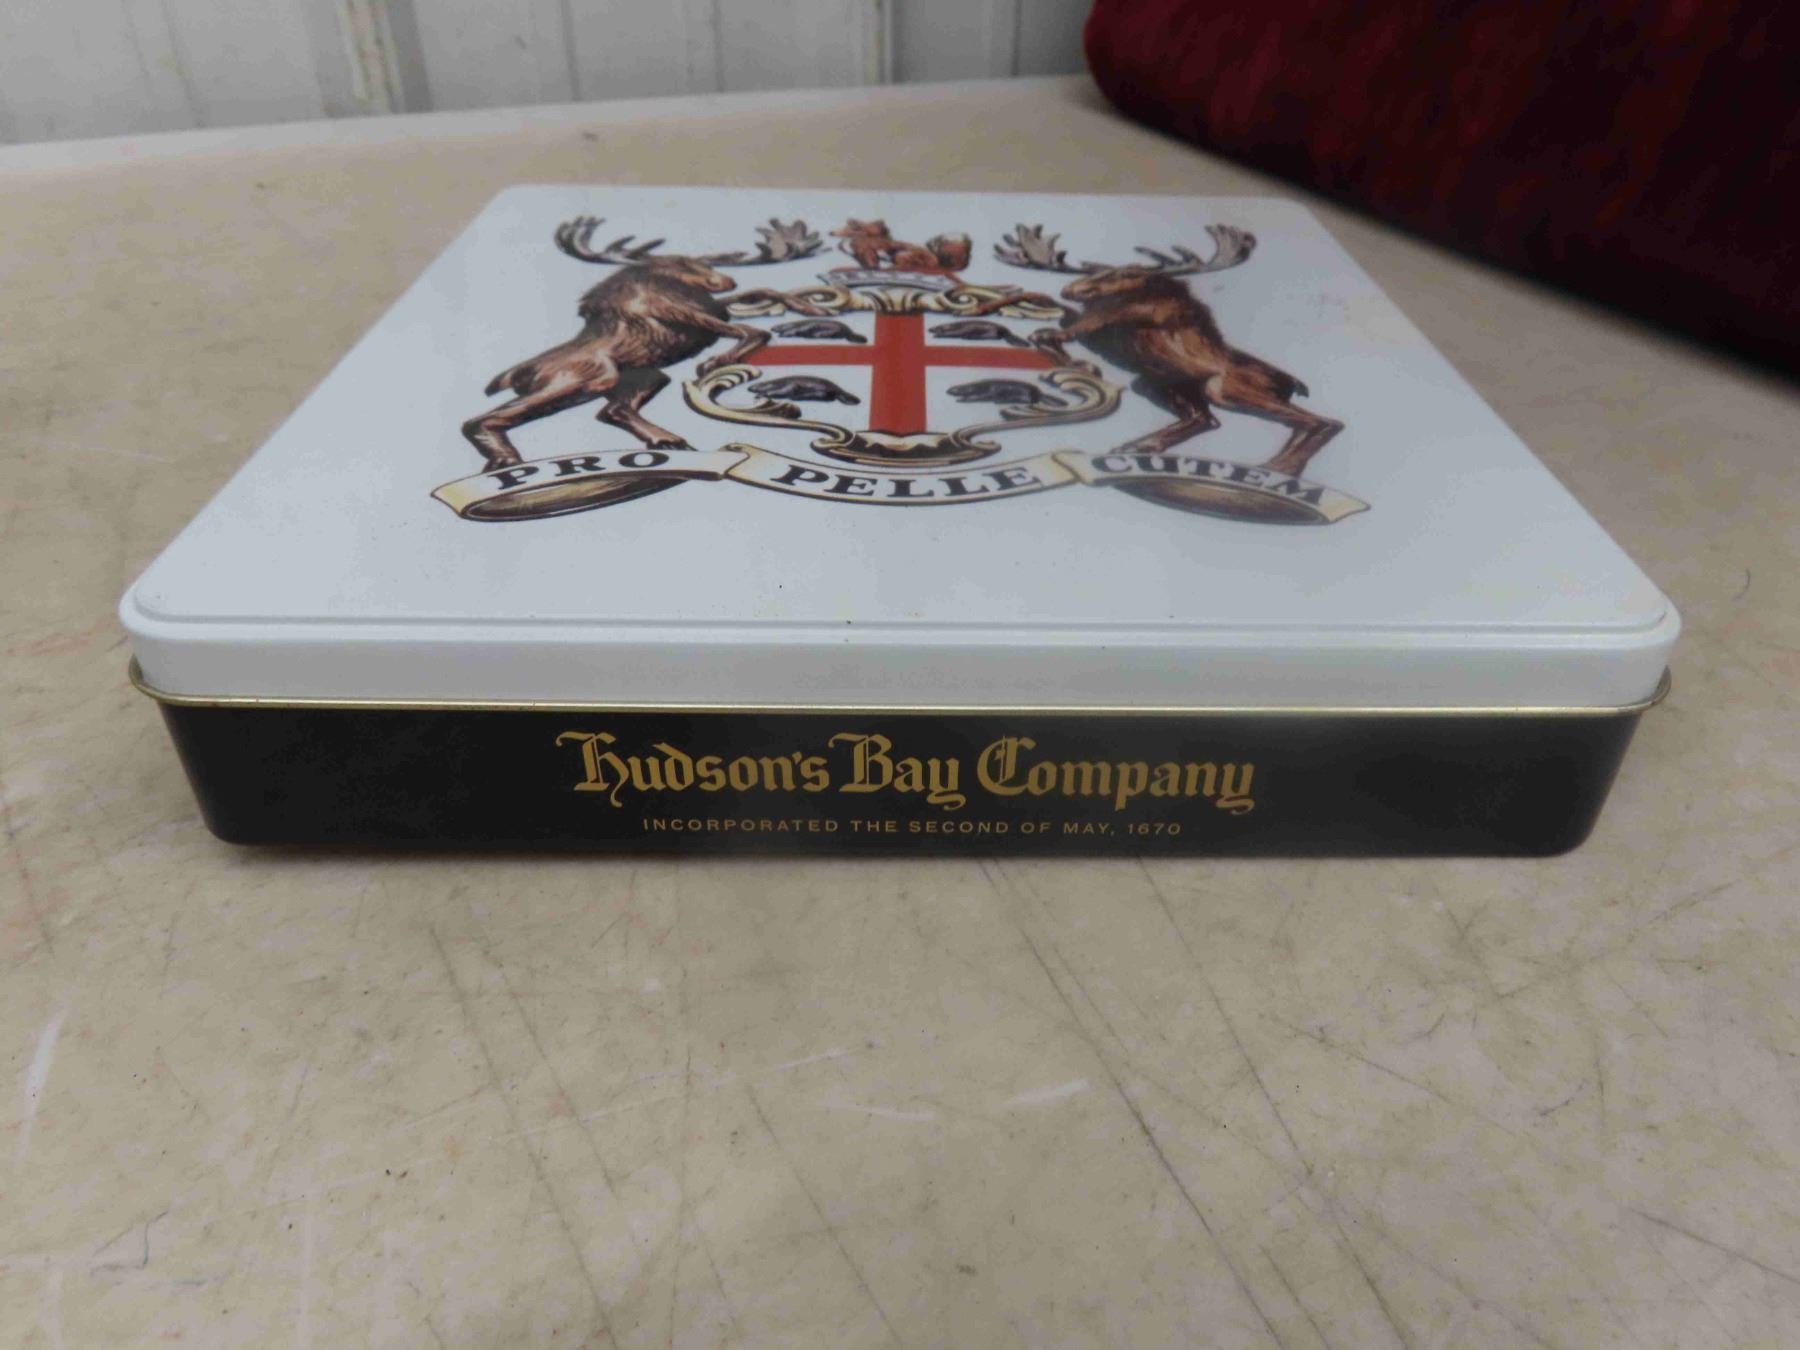 PRO PELLE CUTEM
Hudson's Bay Company
INCORPORATED THE SECOND OF MAY, 1670